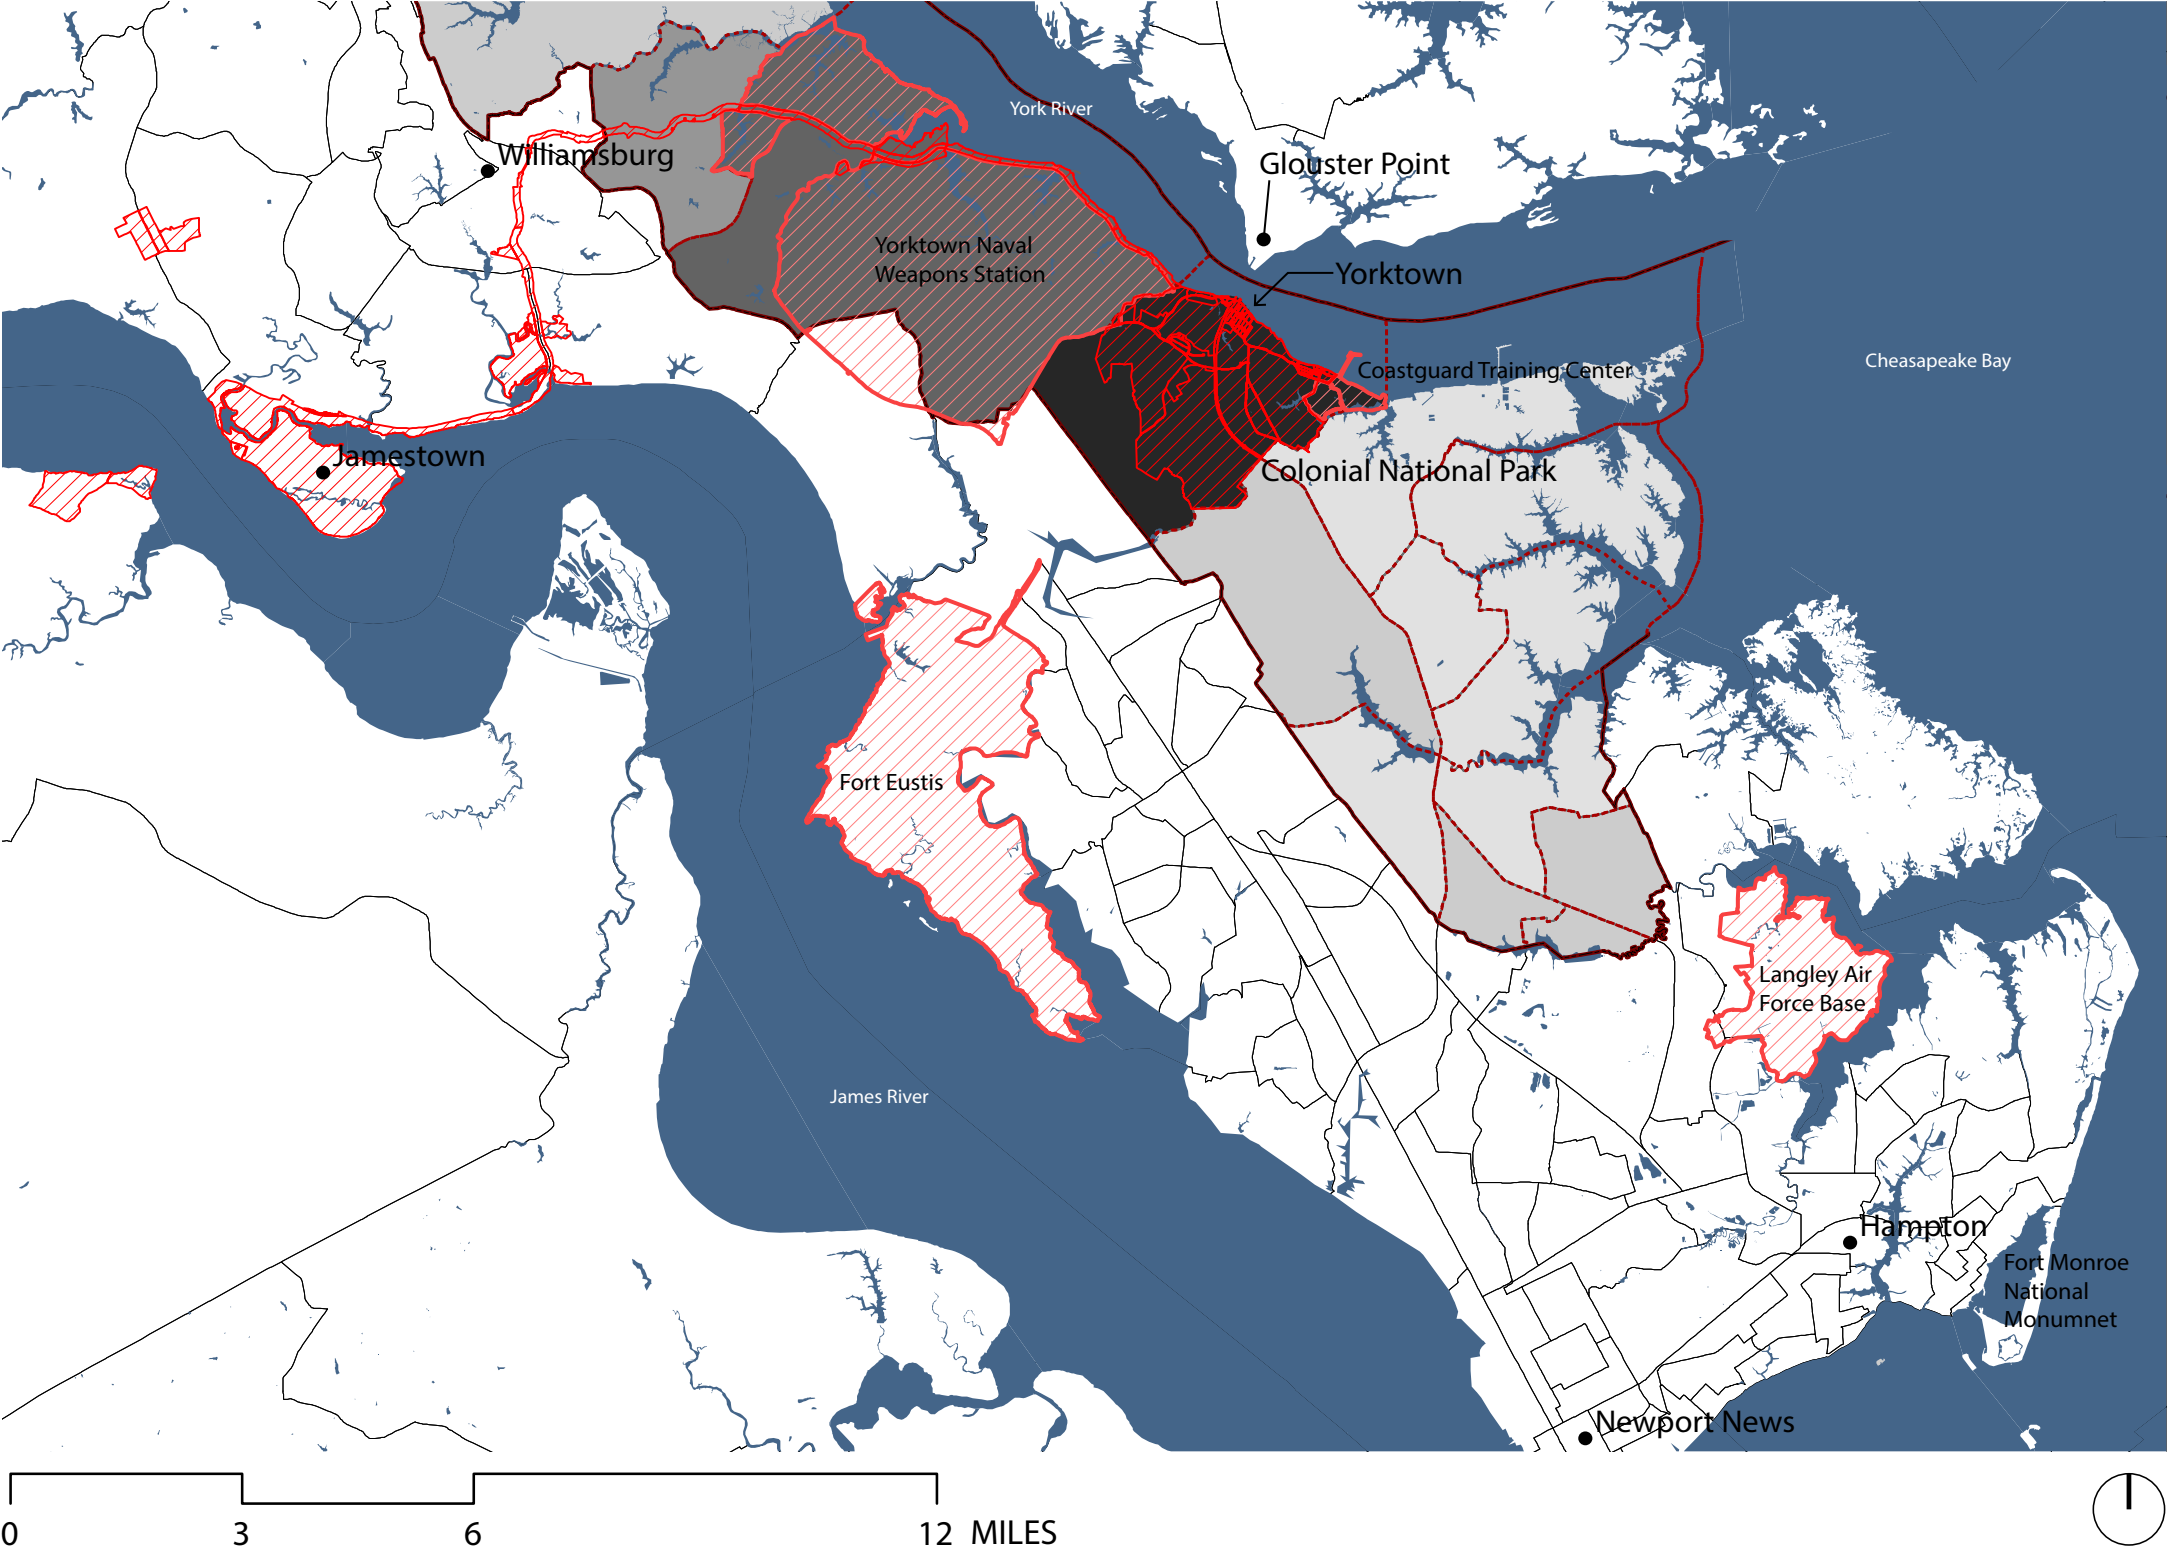 York River
Williamsburg
Glouster Point
Yorktown Naval
Weapons Station
Yorktown
Coastguard Training Center
Cheasapeake Bay
Jamestown
Colonial National Park
Fort Eustis
Langley Air
Force Base
James River
Hampton
Fort Monroe
National
Monumnet
Newport News
0 3 6 12 MILES